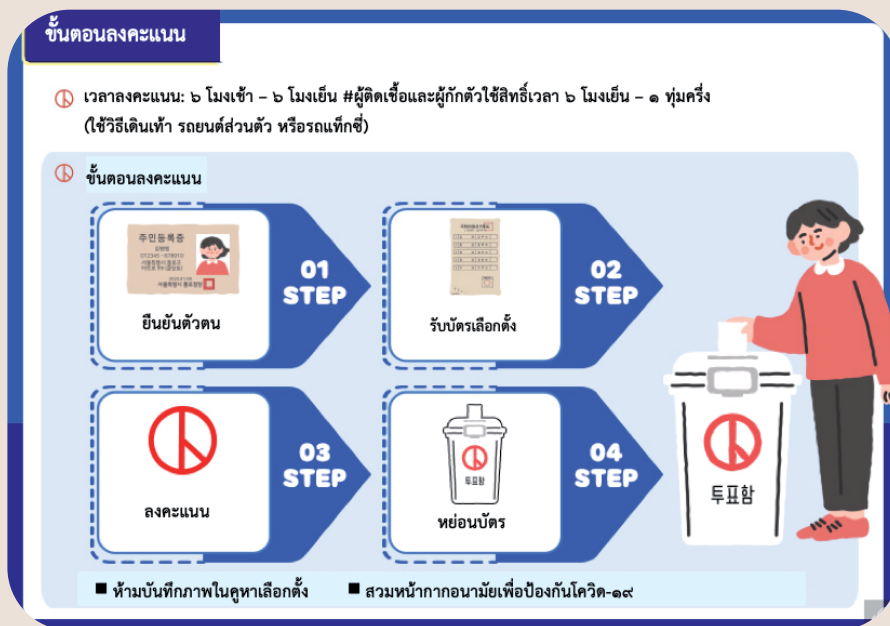 ขั้นตอนลงคะแนน
เวลาลงคะแนน: ๖ โมงเช้า – ๖ โมงเย็น #ผู้ติดเชื้อและผู้กักตัวใช้สิทธิ์เวลา ๖ โมงเย็น – ๑ ทุ่มครึ่ง
(ใช้วิธีเดินเท้า รถยนต์ส่วนตัว หรือรถแท็กซี่)
ขั้นตอนลงคะแนน
주민등록증
ยืนยันตัวตน
01
STEP
รับบัตรเลือกตั้ง
02
STEP
ลงคะแนน
03
STEP
투표함
หย่อนบัตร
04
STEP
투표함
■ ห้ามบันทึกภาพในคูหาเลือกตั้ง ■ สวมหน้ากากอนามัยเพื่อป้องกันโควิด-๑๙